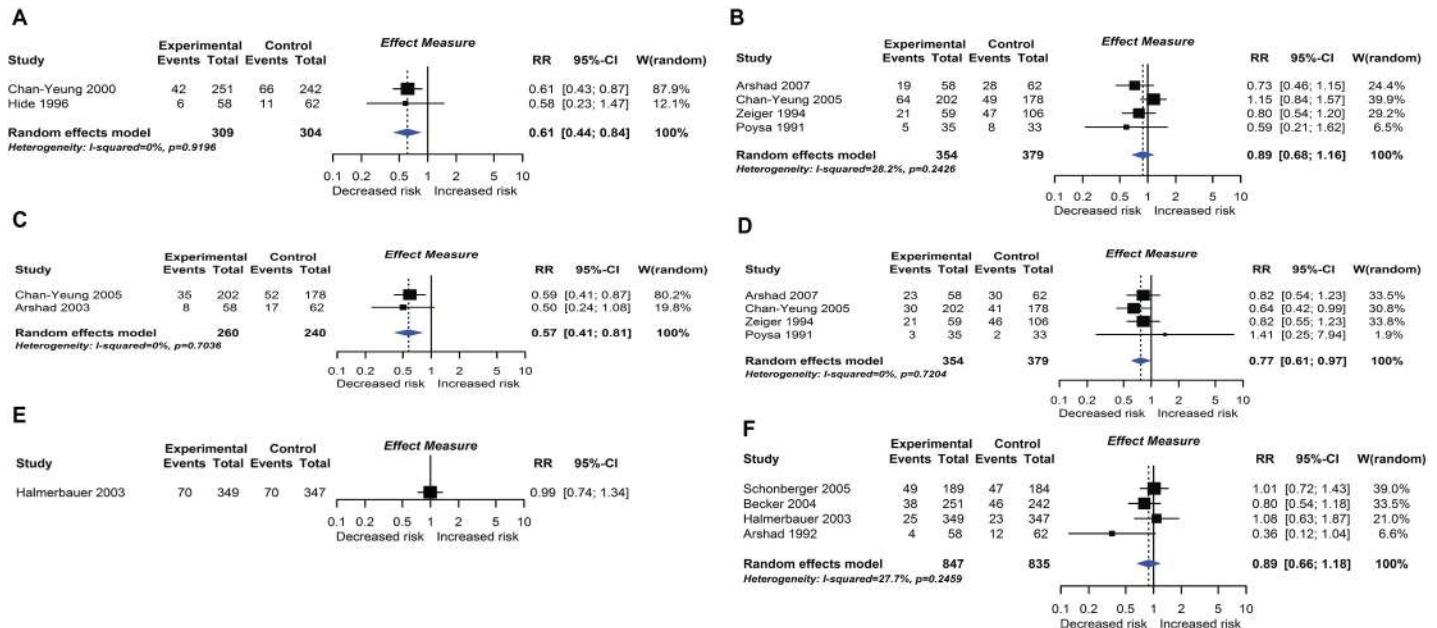 A
Experimental Control Effect Measure
Study Events Total Events Total RR 95%-CI W(random)
Chan-Yeung 2000 42 251 66 242 0.61 [0.43; 0.87] 87.9%
Hide 1996 6 58 11 62 0.58 [0.23; 1.47] 12.1%
Random effects model 309 304 0.61 [0.44; 0.84] 100%
Heterogeneity: I-squared=0%, p=0.9196
0.1 0.5 1 2 5 10
Decreased risk Increased risk
B
Experimental Control Effect Measure
Study Events Total Events Total RR 95%-CI W(random)
Arshad 2007 19 58 28 62 0.73 [0.46; 1.15] 24.4%
Chan-Yeung 2005 64 202 49 178 1.15 [0.84; 1.57] 39.9%
Zeiger 1994 21 59 47 106 0.80 [0.54; 1.20] 29.2%
Poysa 1991 5 35 8 33 0.59 [0.21; 1.62] 6.5%
Random effects model 354 379 0.89 [0.68; 1.16] 100%
Heterogeneity: I-squared=28.2%, p=0.2426
0.1 0.5 1 2 5 10
Decreased risk Increased risk
C
Experimental Control Effect Measure
Study Events Total Events Total RR 95%-CI W(random)
Chan-Yeung 2005 35 202 52 178 0.59 [0.41; 0.87] 80.2%
Arshad 2003 8 58 17 62 0.50 [0.24; 1.08] 19.8%
Random effects model 260 240 0.57 [0.41; 0.81] 100%
Heterogeneity: I-squared=0%, p=0.7036
0.1 0.5 1 2 5 10
Decreased risk Increased risk
D
Experimental Control Effect Measure
Study Events Total Events Total RR 95%-CI W(random)
Arshad 2007 23 58 30 62 0.82 [0.54; 1.23] 33.5%
Chan-Yeung 2005 30 202 41 178 0.64 [0.42; 0.99] 30.8%
Zeiger 1994 21 59 46 106 0.82 [0.55; 1.23] 33.8%
Poysa 1991 3 35 2 33 1.41 [0.25; 7.94] 1.9%
Random effects model 354 379 0.77 [0.61; 0.97] 100%
Heterogeneity: I-squared=0%, p=0.7204
0.1 0.5 1 2 5 10
Decreased risk Increased risk
E
Experimental Control Effect Measure
Study Events Total Events Total RR 95%-CI
Halmerbauer 2003 70 349 70 347 0.99 [0.74; 1.34]
0.1 0.5 1 2 5 10
Decreased risk Increased risk
F
Experimental Control Effect Measure
Study Events Total Events Total RR 95%-CI W(random)
Schonberger 2005 49 189 47 184 1.01 [0.72; 1.43] 39.0%
Becker 2004 38 251 46 242 0.80 [0.54; 1.18] 33.5%
Halmerbauer 2003 25 349 23 347 1.08 [0.63; 1.87] 21.0%
Arshad 1992 4 58 12 62 0.36 [0.12; 1.04] 6.6%
Random effects model 847 835 0.89 [0.66; 1.18] 100%
Heterogeneity: I-squared=27.7%, p=0.2459
0.1 0.5 1 2 5 10
Decreased risk Increased risk